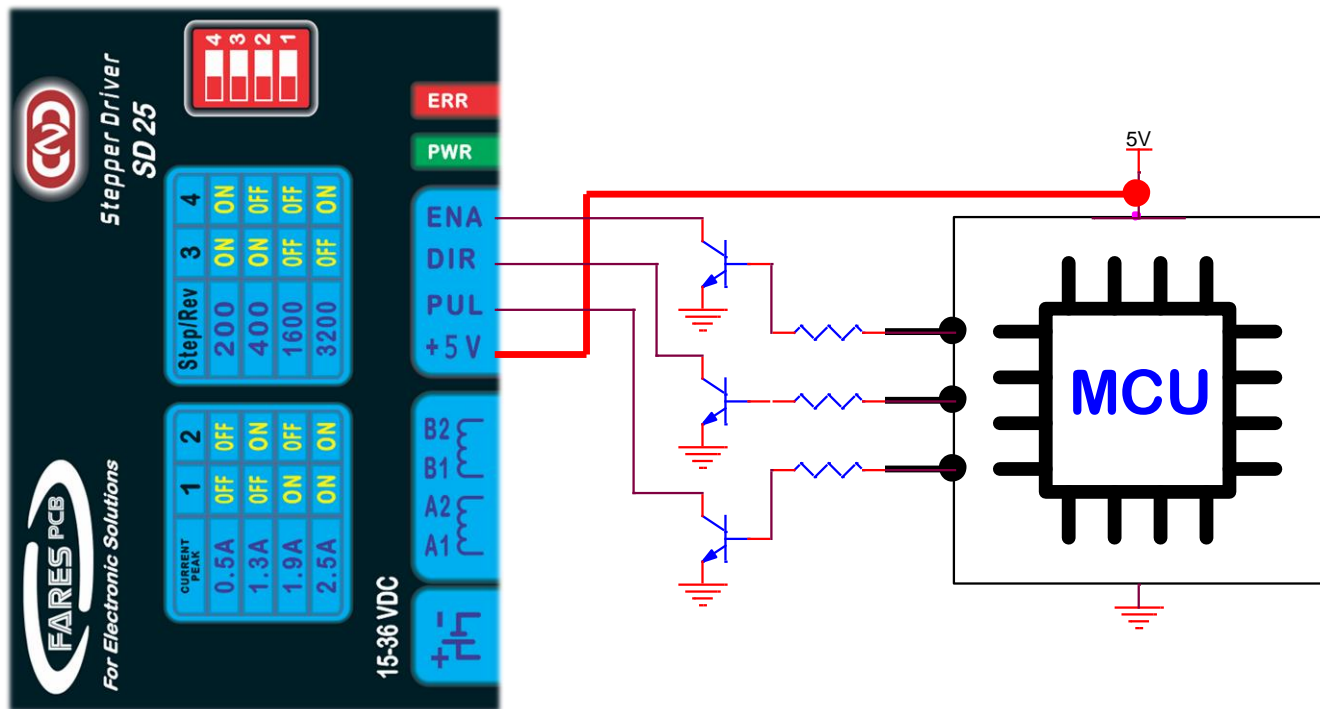 CND
Stepper Driver
SD 25
4 3 2 1
ERR
PWR
ENA
DIR
PUL
+5 V
Step/Rev 3 4
200 ON ON
400 ON OFF
1600 OFF OFF
3200 OFF ON
CURRENT PEAK 1 2
0.5A OFF OFF
1.3A OFF ON
1.9A ON OFF
2.5A ON ON
B2
B1
A2
A1
15-36 VDC
+ -
FARES PCB
For Electronic Solutions
5V
MCU